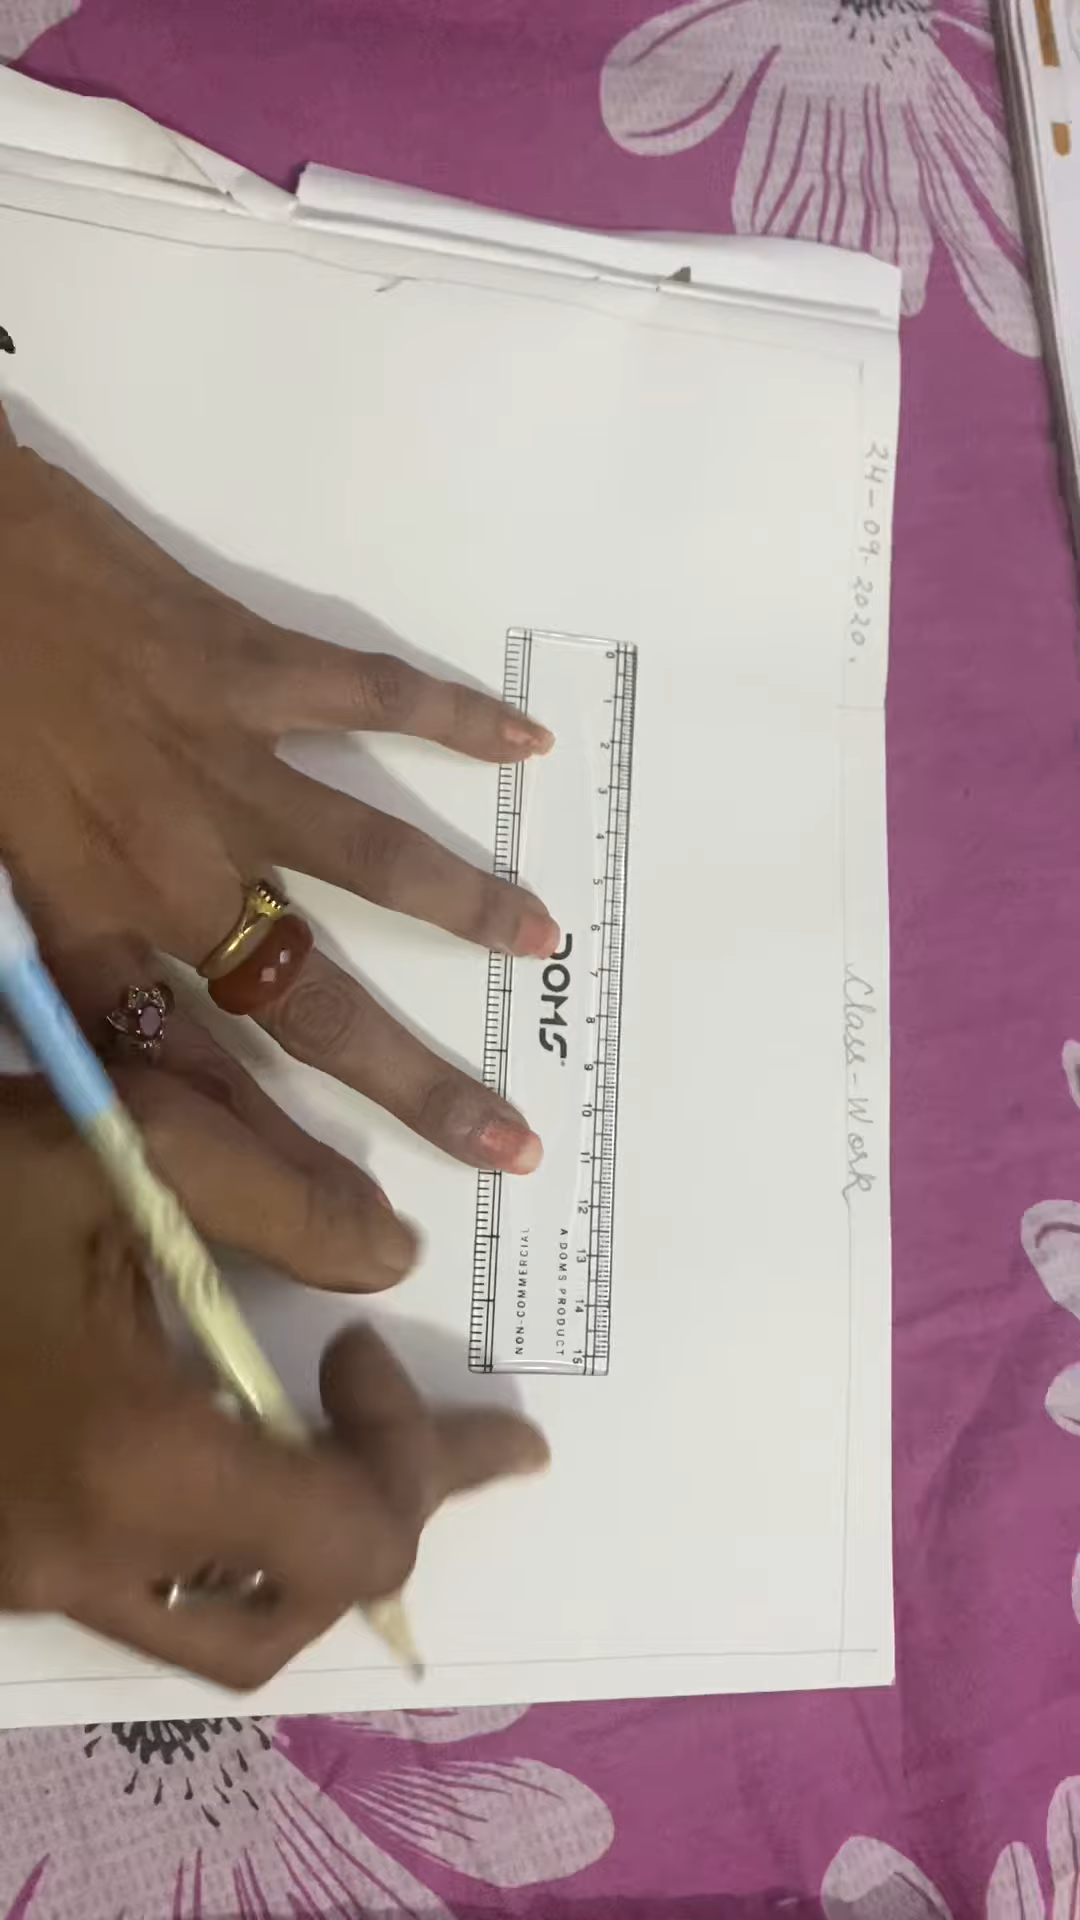 24-09-2020.
Class-Work
0 1 2 3 4 5 6 7 8 9 10 11 12 13 14 15
DOMS
A DOMS PRODUCT
NON-COMMERCIAL